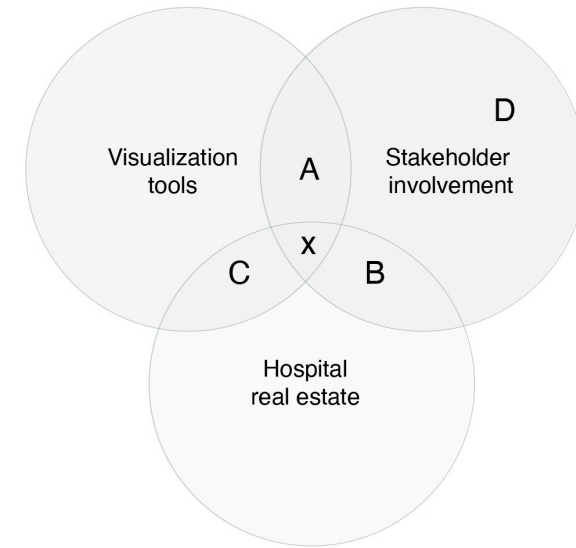 D
Visualization
tools
A
Stakeholder
involvement
x
C
B
Hospital
real estate